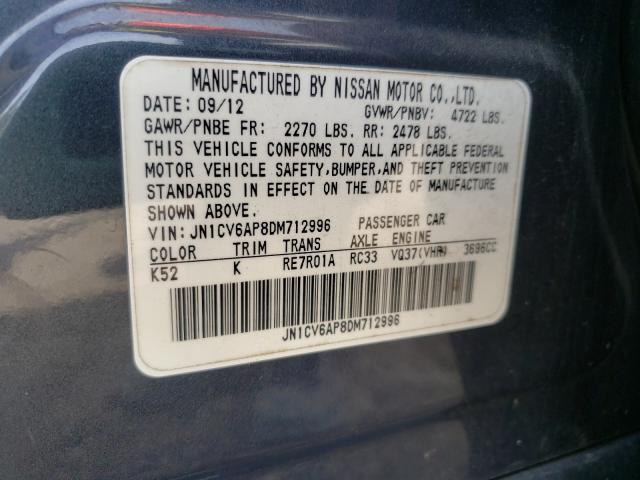 MANUFACTURED BY NISSAN MOTOR CO.,LTD.
DATE: 09/12 GVWR/PNBV: 4722 LBS.
GAWR/PNBE FR: 2270 LBS. RR: 2478 LBS.
THIS VEHICLE CONFORMS TO ALL APPLICABLE FEDERAL
MOTOR VEHICLE SAFETY,BUMPER,AND THEFT PREVENTION
STANDARDS IN EFFECT ON THE DATE OF MANUFACTURE
SHOWN ABOVE.
VIN: JN1CV6AP8DM712996 PASSENGER CAR
COLOR TRIM TRANS AXLE ENGINE
K52 K RE7R01A RC33 VQ37(VHR) 3696CC
JN1CV6AP8DM712996